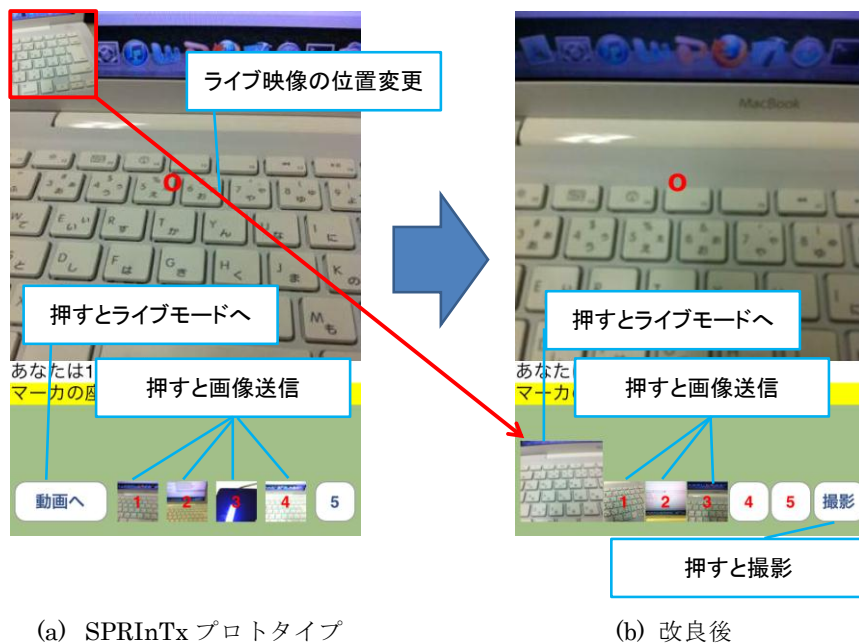 ライブ映像の位置変更
MacBook
O
O
押すとライブモードへ
押すとライブモードへ
あなたは1
マーカの座
押すと画像送信
あなた
マーカ
押すと画像送信
動画へ
1
2
3
4
5
1
2
3
4
5
撮影
押すと撮影
(a) SPRInTx プロトタイプ
(b) 改良後